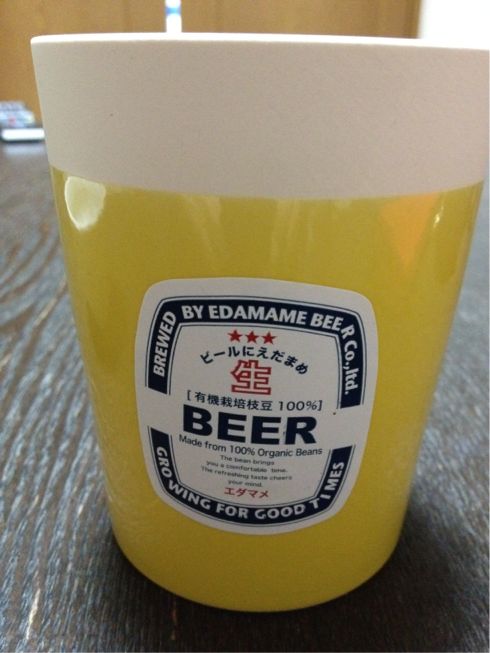 BREWED BY EDAMAME BEER Co.,ltd.
★★★
ビールにえだまめ
生
[有機栽培枝豆 100%]
BEER
Made from 100% Organic Beans
The bean brings
you a comfortable time.
The refreshing taste cheers
your mind.
エダマメ
GROWING FOR GOOD TIMES